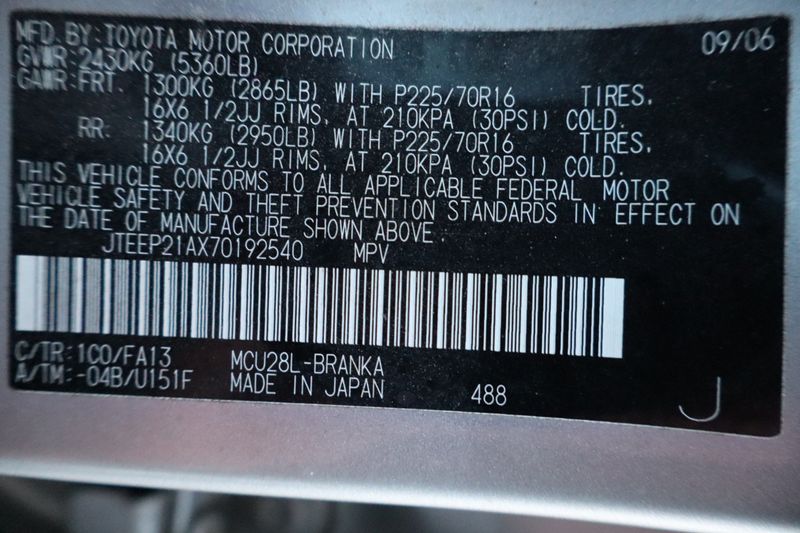 MFD. BY: TOYOTA MOTOR CORPORATION 09/06
GVWR: 2430KG (5360LB)
GAWR: FRT. 1300KG (2865LB) WITH P225/70R16 TIRES,
16X6 1/2JJ RIMS, AT 210KPA (30PSI) COLD.
RR: 1340KG (2950LB) WITH P225/70R16 TIRES,
16X6 1/2JJ RIMS, AT 210KPA (30PSI) COLD.
THIS VEHICLE CONFORMS TO ALL APPLICABLE FEDERAL MOTOR
VEHICLE SAFETY AND THEFT PREVENTION STANDARDS IN EFFECT ON
THE DATE OF MANUFACTURE SHOWN ABOVE.
JTEEP21AX70192540 MPV
C/TR: 1C0/FA13 MCU28L-BRANKA
A/TM: -04B/U151F MADE IN JAPAN 488 J